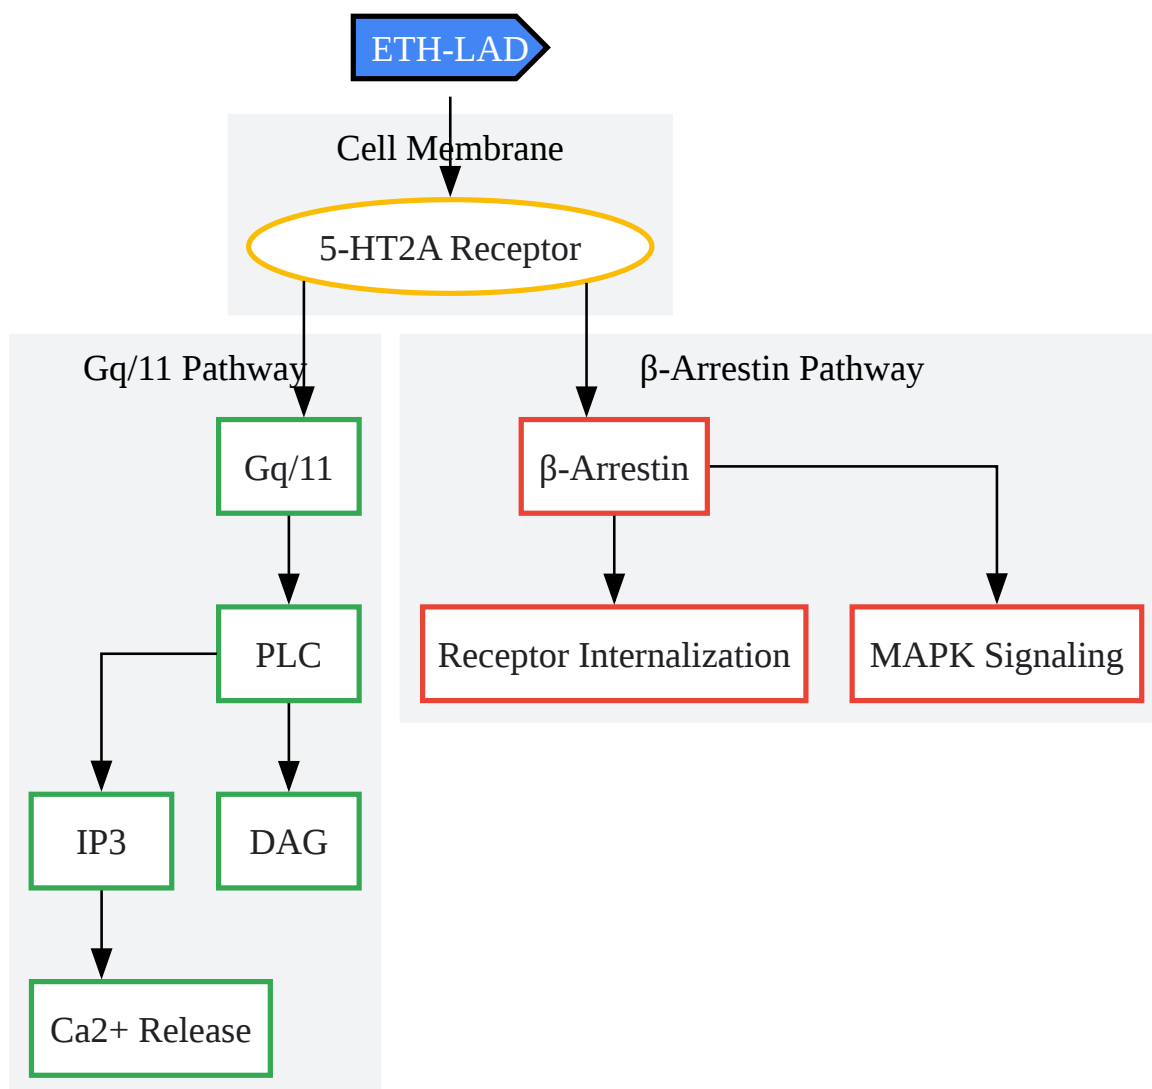 ETH-LAD
Cell Membrane
5-HT2A Receptor
Gq/11 Pathway
β-Arrestin Pathway
Gq/11
β-Arrestin
PLC
Receptor Internalization
MAPK Signaling
IP3
DAG
Ca2+ Release